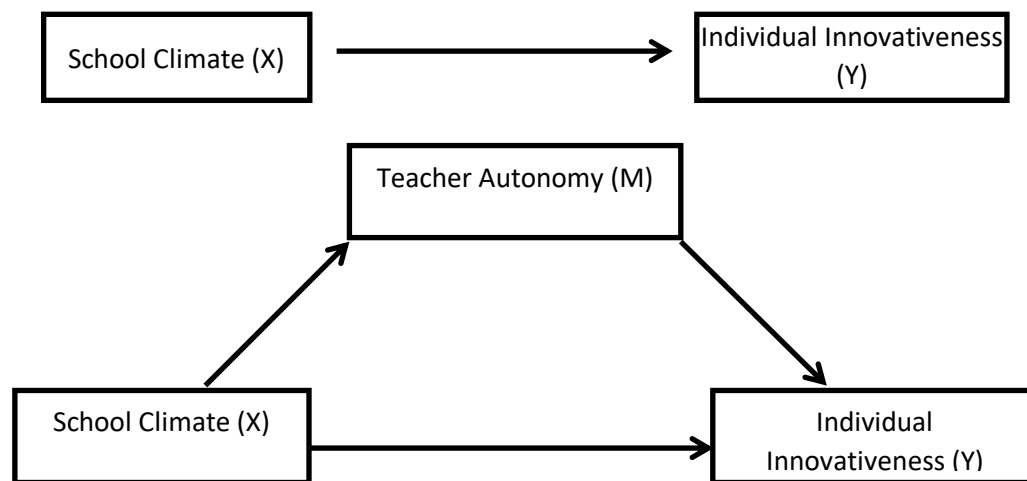 School Climate (X)
Individual Innovativeness
(Y)
Teacher Autonomy (M)
School Climate (X)
Individual
Innovativeness (Y)